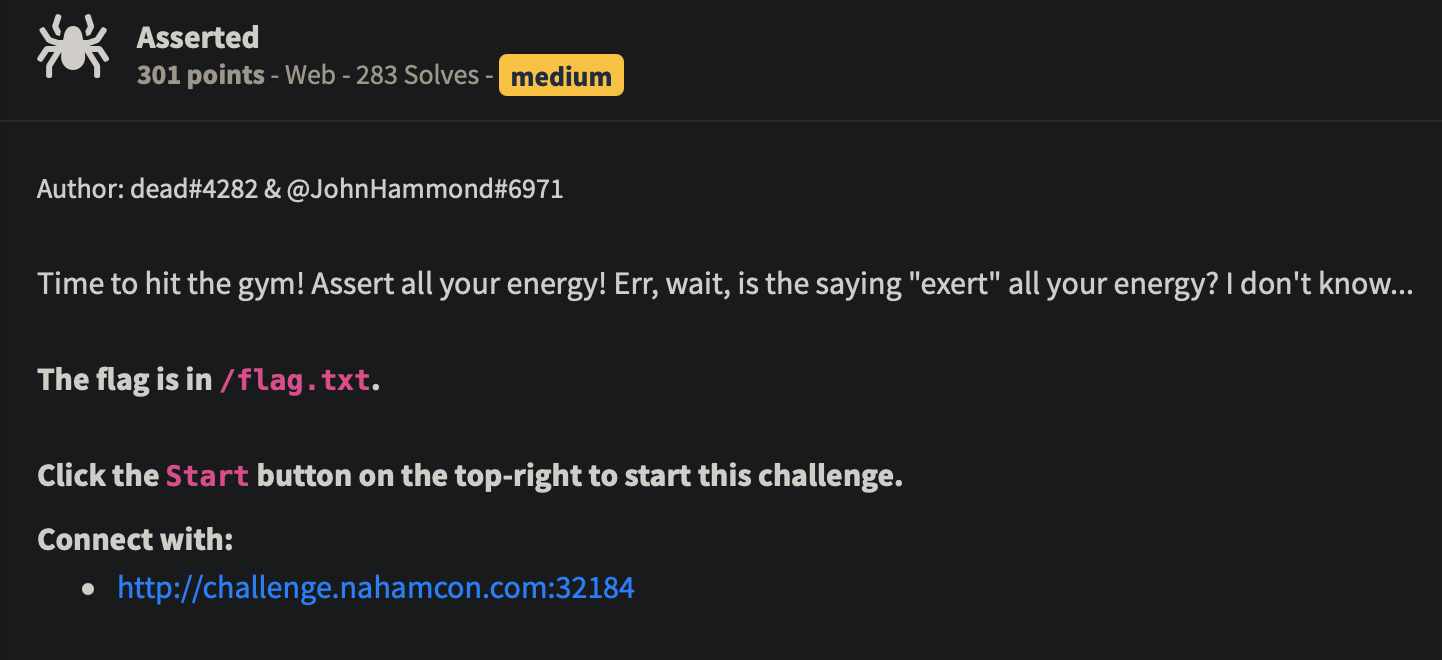 Asserted
301 points - Web - 283 Solves - medium
Author: dead#4282 & @JohnHammond#6971
Time to hit the gym! Assert all your energy! Err, wait, is the saying "exert" all your energy? I don't know...
The flag is in /flag.txt.
Click the Start button on the top-right to start this challenge.
Connect with:
• http://challenge.nahamcon.com:32184